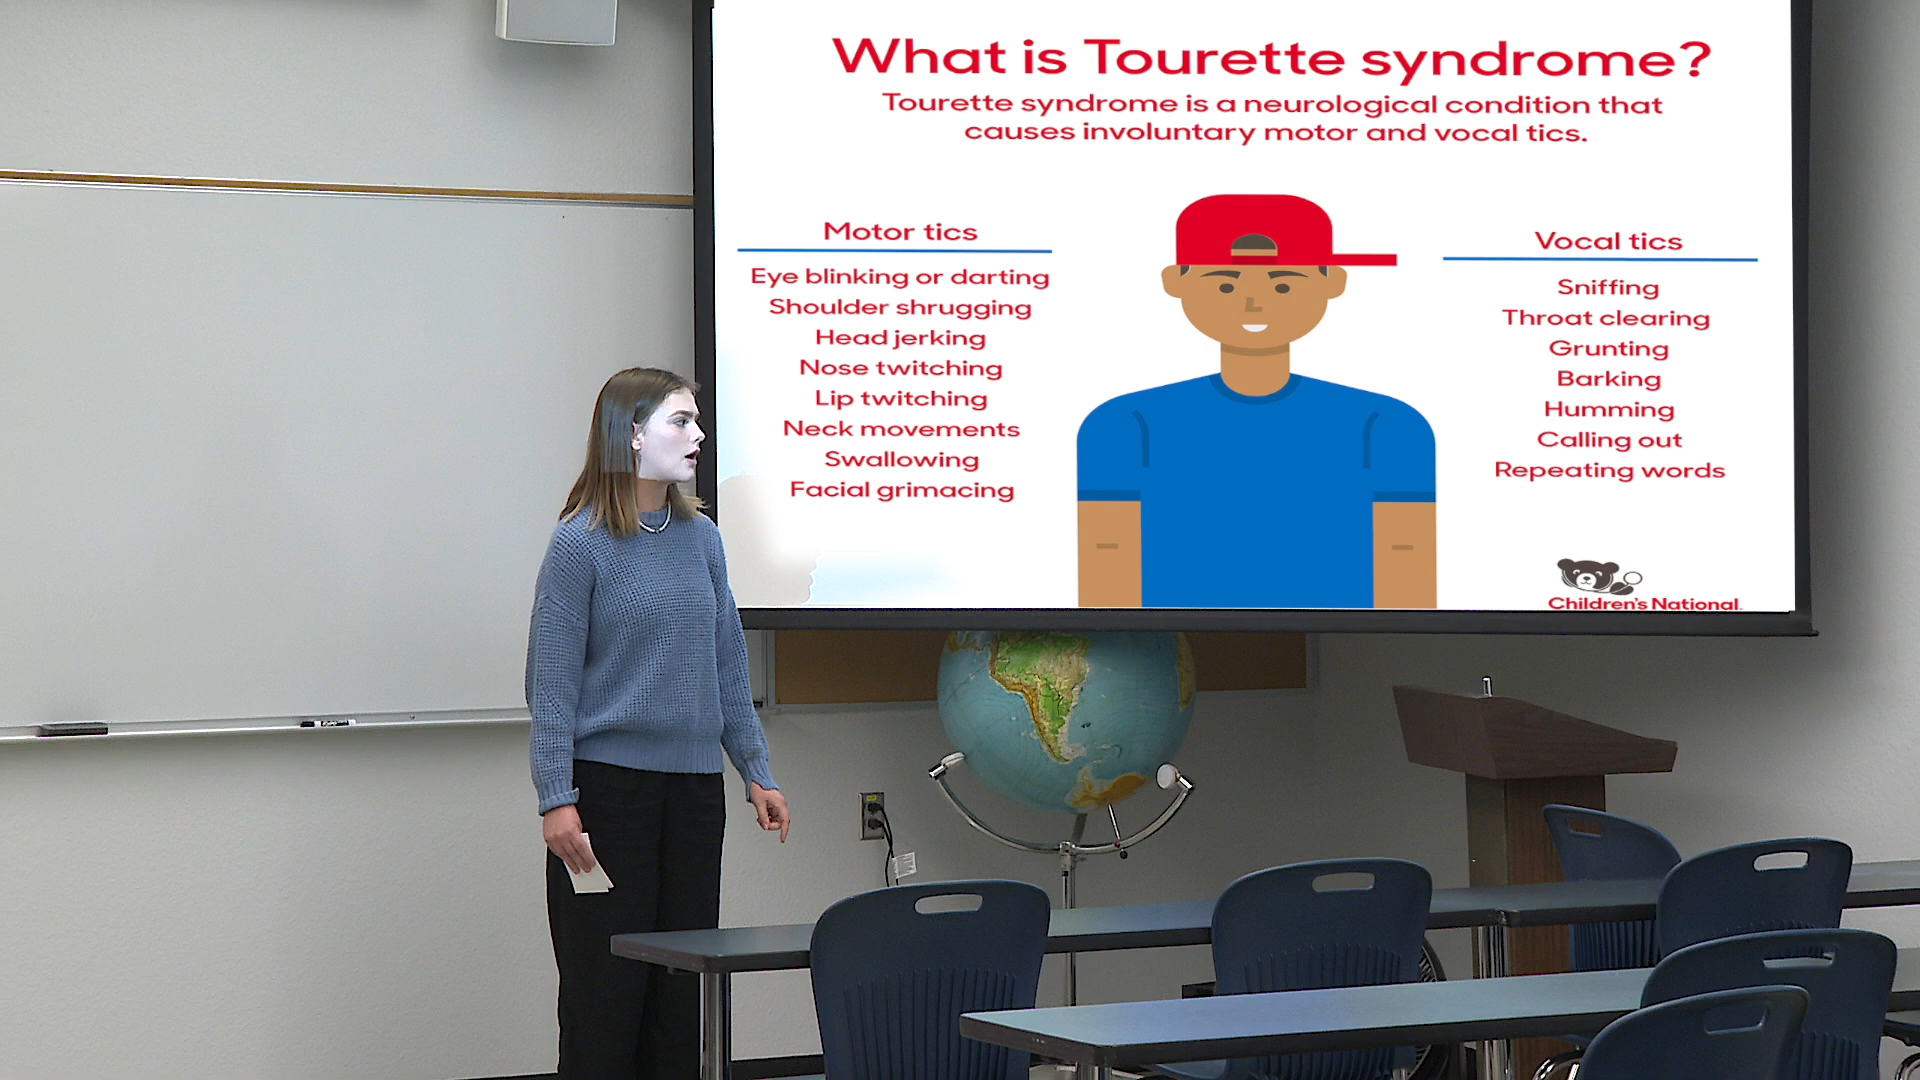 What is Tourette syndrome?
Tourette syndrome is a neurological condition that
causes involuntary motor and vocal tics.
Motor tics
Eye blinking or darting
Shoulder shrugging
Head jerking
Nose twitching
Lip twitching
Neck movements
Swallowing
Facial grimacing
Vocal tics
Sniffing
Throat clearing
Grunting
Barking
Humming
Calling out
Repeating words
Children's National.